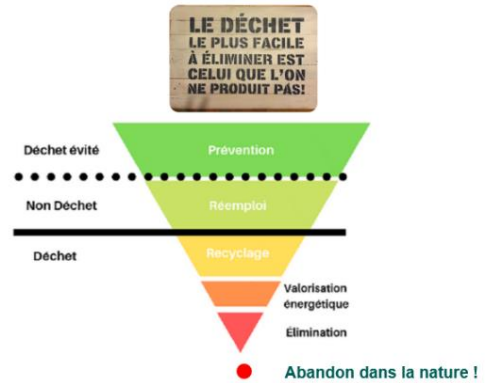 LE DÉCHET
LE PLUS FACILE
À ÉLIMINER EST
CELUI QUE L'ON
NE PRODUIT PAS!
Déchet évité
Prévention
Non Déchet
Réemploi
Déchet
Recyclage
Valorisation
énergétique
Élimination
Abandon dans la nature !